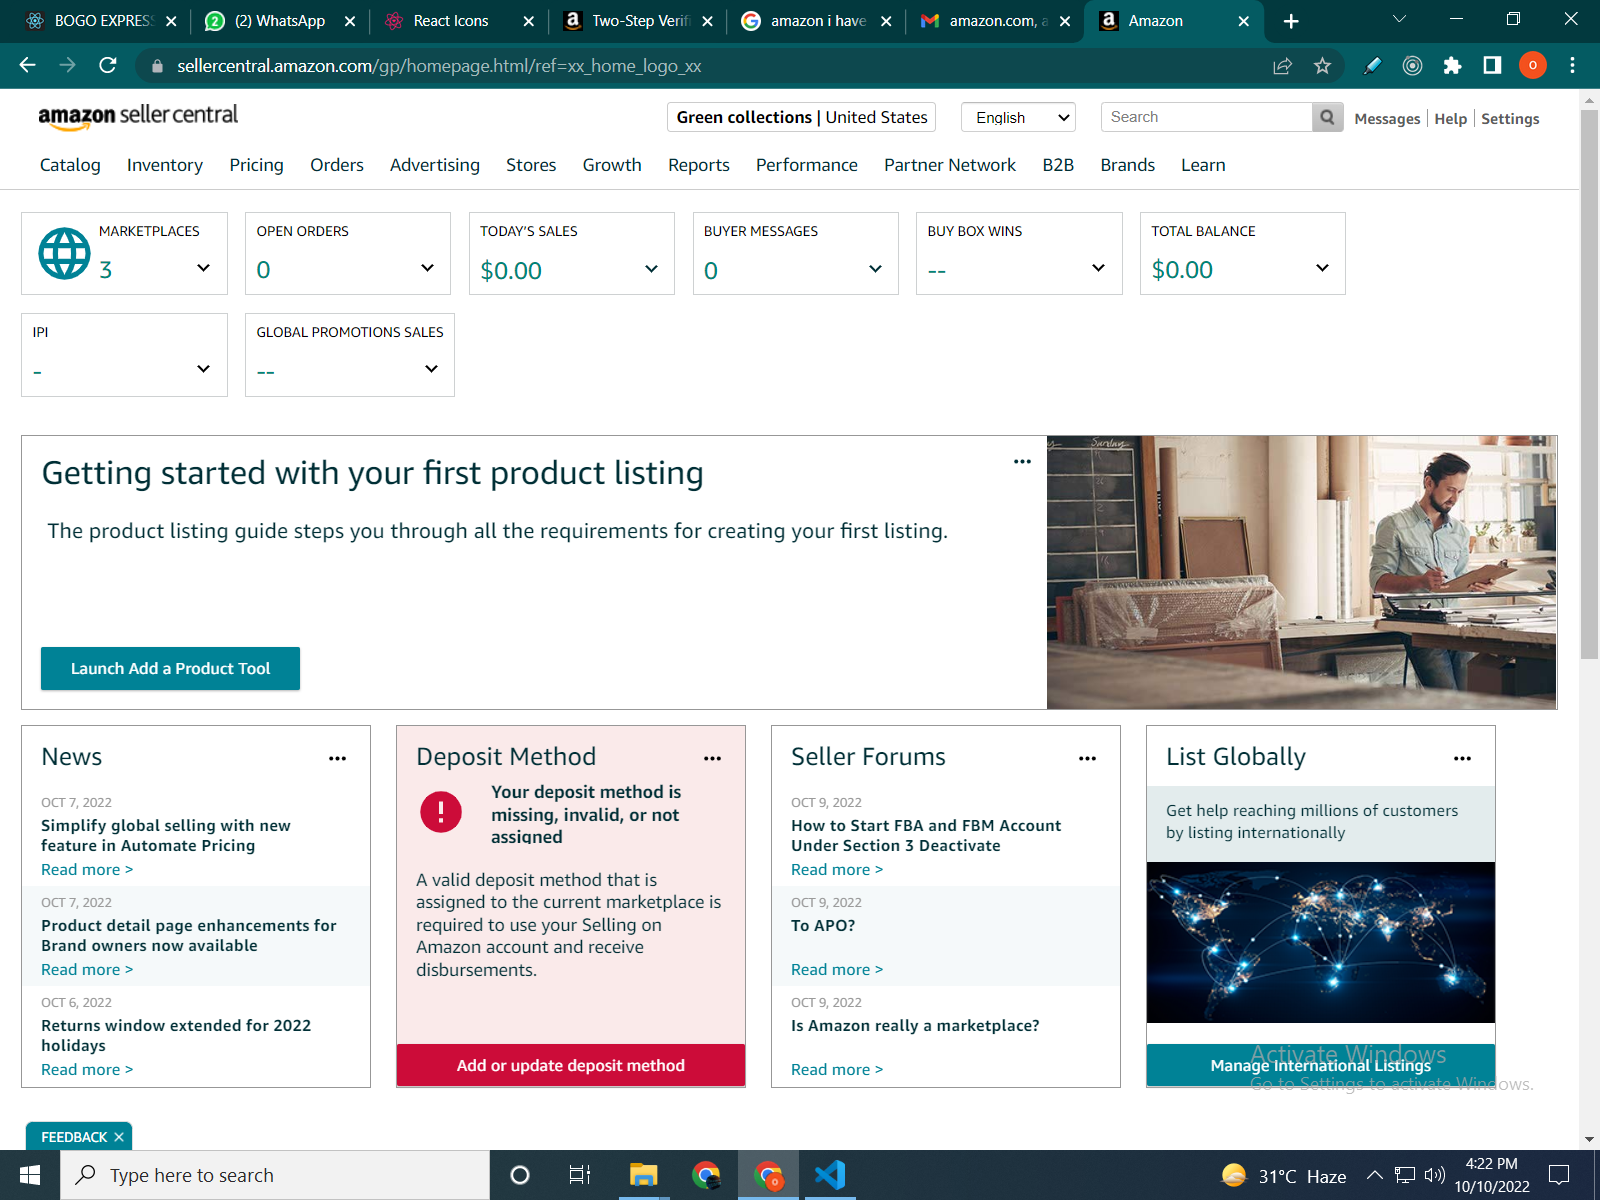 BOGO EXPRESS
(2) WhatsApp
React Icons
Two-Step Verifi
amazon i have
amazon.com, a
Amazon
sellercentral.amazon.com/gp/homepage.html/ref=xx_home_logo_xx
O
amazon seller central
Green collections | United States
English
Search
Messages
Help
Settings
Catalog
Inventory
Pricing
Orders
Advertising
Stores
Growth
Reports
Performance
Partner Network
B2B
Brands
Learn
MARKETPLACES
3
OPEN ORDERS
0
TODAY'S SALES
$0.00
BUYER MESSAGES
0
BUY BOX WINS
--
TOTAL BALANCE
$0.00
IPI
-
GLOBAL PROMOTIONS SALES
--
Getting started with your first product listing
The product listing guide steps you through all the requirements for creating your first listing.
Launch Add a Product Tool
Sunday
News
OCT 7, 2022
Simplify global selling with new
feature in Automate Pricing
Read more >
OCT 7, 2022
Product detail page enhancements for
Brand owners now available
Read more >
OCT 6, 2022
Returns window extended for 2022
holidays
Read more >
Deposit Method
Your deposit method is
missing, invalid, or not
assigned
A valid deposit method that is
assigned to the current marketplace is
required to use your Selling on
Amazon account and receive
disbursements.
Add or update deposit method
Seller Forums
OCT 9, 2022
How to Start FBA and FBM Account
Under Section 3 Deactivate
Read more >
OCT 9, 2022
To APO?
Read more >
OCT 9, 2022
Is Amazon really a marketplace?
Read more >
List Globally
Get help reaching millions of customers
by listing internationally
Manage International Listings
Activate Windows
Go to Settings to activate Windows.
FEEDBACK
Type here to search
31°C Haze
4:22 PM
10/10/2022